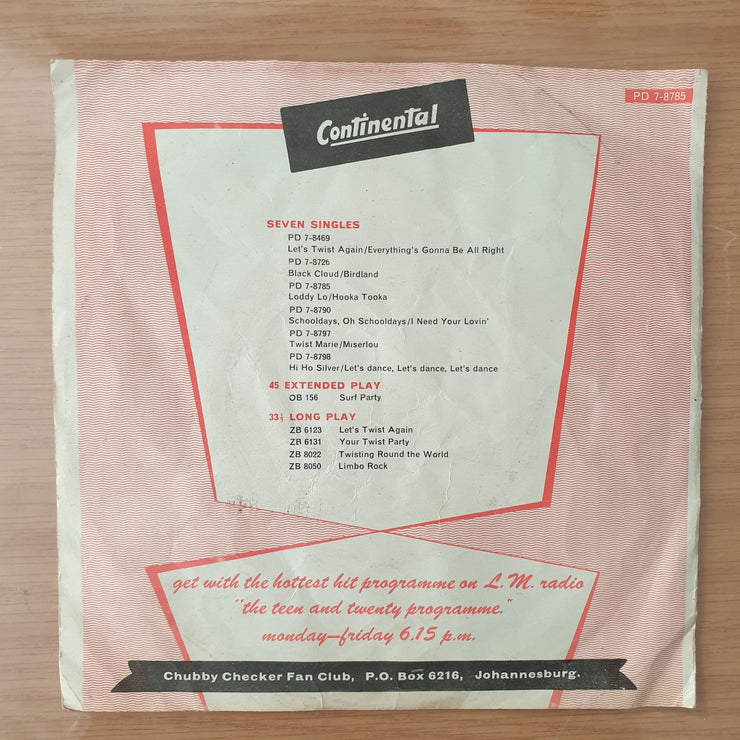 PD 7-8785
Continental
SEVEN SINGLES
PD 7-8469
Let's Twist Again/Everything's Gonna Be All Right
PD 7-8726
Black Cloud/Birdland
PD 7-8785
Loddy Lo/Hooka Tooka
PD 7-8790
Schooldays, Oh Schooldays/I Need Your Lovin'
PD 7-8797
Twist Marie/Miserlou
PD 7-8798
Hi Ho Silver/Let's dance, Let's dance, Let's dance
45 EXTENDED PLAY
OB 156 Surf Party
33⅓ LONG PLAY
ZB 6123 Let's Twist Again
ZB 6131 Your Twist Party
ZB 8022 Twisting Round the World
ZB 8050 Limbo Rock
get with the hottest hit programme on L.M. radio
"the teen and twenty programme."
monday—friday 6.15 p.m.
Chubby Checker Fan Club, P.O. Box 6216, Johannesburg.